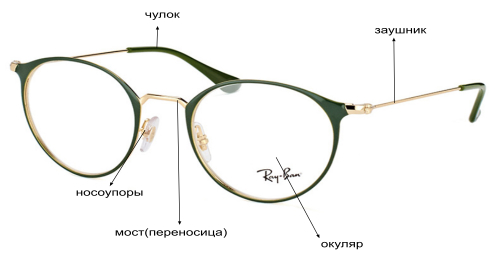 чулок
заушник
Ray-Ban
носоупоры
мост(переносица)
окуляр